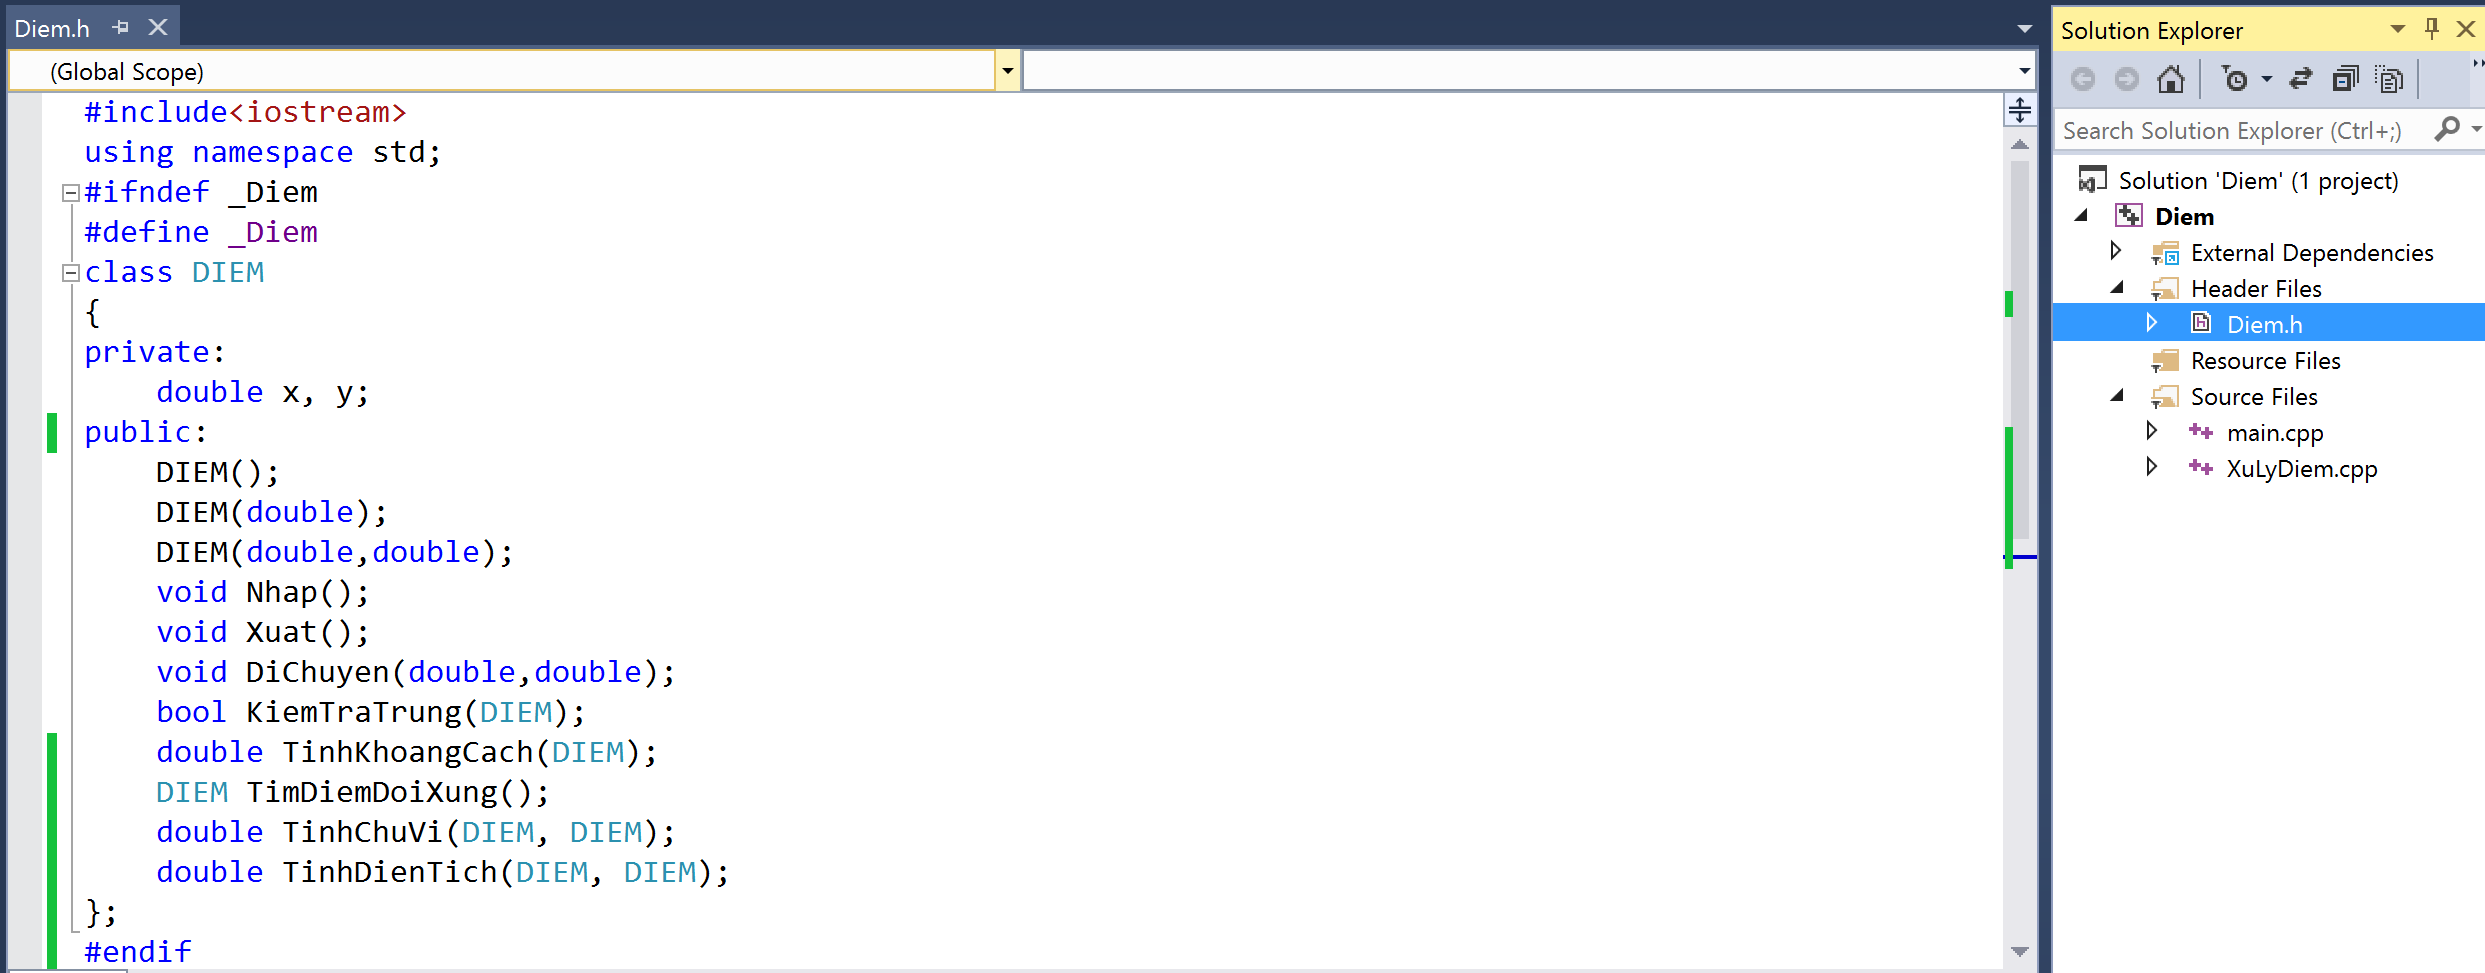 Diem.h
(Global Scope)
#include<iostream>
using namespace std;
#ifndef _Diem
#define _Diem
class DIEM
{
private:
    double x, y;
public:
    DIEM();
    DIEM(double);
    DIEM(double,double);
    void Nhap();
    void Xuat();
    void DiChuyen(double,double);
    bool KiemTraTrung(DIEM);
    double TinhKhoangCach(DIEM);
    DIEM TimDiemDoiXung();
    double TinhChuVi(DIEM, DIEM);
    double TinhDienTich(DIEM, DIEM);
};
#endif
Solution Explorer
Search Solution Explorer (Ctrl+;)
Solution 'Diem' (1 project)
Diem
External Dependencies
Header Files
Diem.h
Resource Files
Source Files
main.cpp
XuLyDiem.cpp